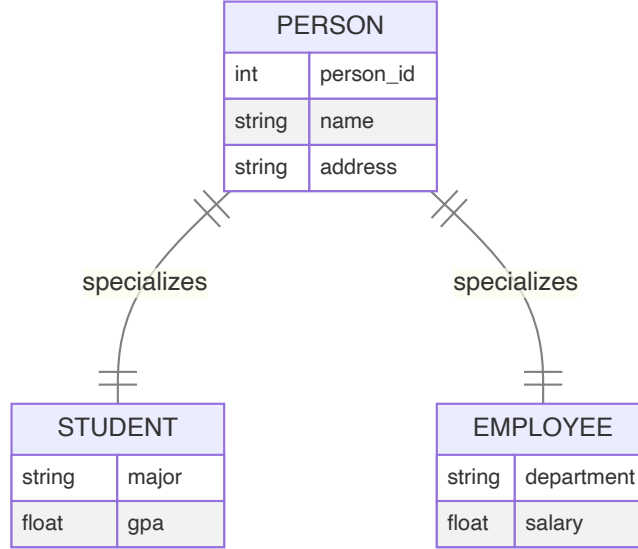 PERSON
int person_id
string name
string address
specializes specializes
STUDENT EMPLOYEE
string major string department
float gpa float salary